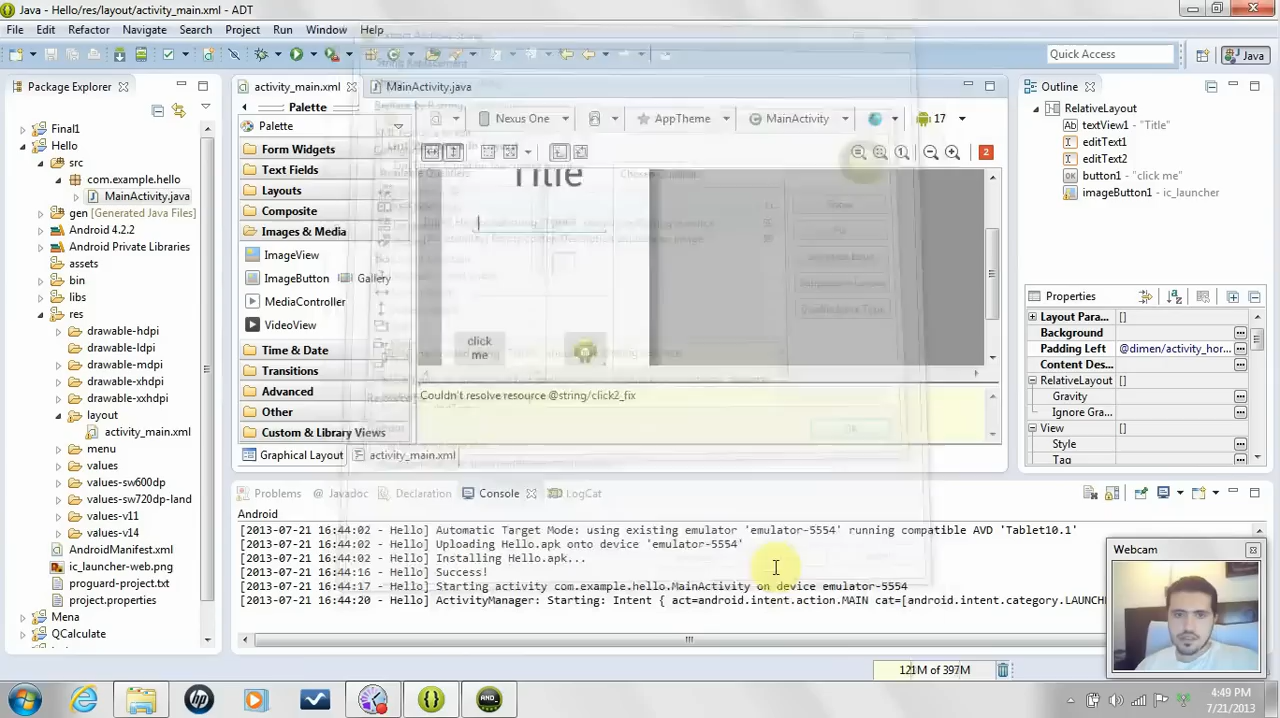 Java - Hello/res/layout/activity_main.xml - ADT
File Edit Refactor Navigate Search Project Run Window Help
Quick Access
Java
Package Explorer
Final1
Hello
src
com.example.hello
MainActivity.java
gen [Generated Java Files]
Android 4.2.2
Android Private Libraries
assets
bin
libs
res
drawable-hdpi
drawable-ldpi
drawable-mdpi
drawable-xhdpi
drawable-xxhdpi
layout
activity_main.xml
menu
values
values-sw600dp
values-sw720dp-land
values-v11
values-v14
AndroidManifest.xml
ic_launcher-web.png
proguard-project.txt
project.properties
Mena
QCalculate
activity_main.xml
MainActivity.java
Palette
Palette
Form Widgets
Text Fields
Layouts
Composite
Images & Media
ImageView
ImageButton Gallery
MediaController
VideoView
Time & Date
Transitions
Advanced
Other
Custom & Library Views
Nexus One
AppTheme
MainActivity
17
2
Title
click
me
Couldn't resolve resource @string/click2_fix
Graphical Layout
activity_main.xml
Outline
RelativeLayout
textView1 - "Title"
editText1
editText2
button1 - "click me"
imageButton1 - ic_launcher
Properties
Layout Para... []
Background
Padding Left @dimen/activity_hor...
Content Des...
RelativeLayout []
Gravity
Ignore Gra...
View []
Style
Tag
Problems
Javadoc
Declaration
Console
LogCat
Android
[2013-07-21 16:44:02 - Hello] Automatic Target Mode: using existing emulator 'emulator-5554' running compatible AVD 'Tablet10.1'
[2013-07-21 16:44:02 - Hello] Uploading Hello.apk onto device 'emulator-5554'
[2013-07-21 16:44:02 - Hello] Installing Hello.apk...
[2013-07-21 16:44:16 - Hello] Success!
[2013-07-21 16:44:17 - Hello] Starting activity com.example.hello.MainActivity on device emulator-5554
[2013-07-21 16:44:20 - Hello] ActivityManager: Starting: Intent { act=android.intent.action.MAIN cat=[android.intent.category.LAUNCHE
Webcam
121M of 397M
4:49 PM
7/21/2013